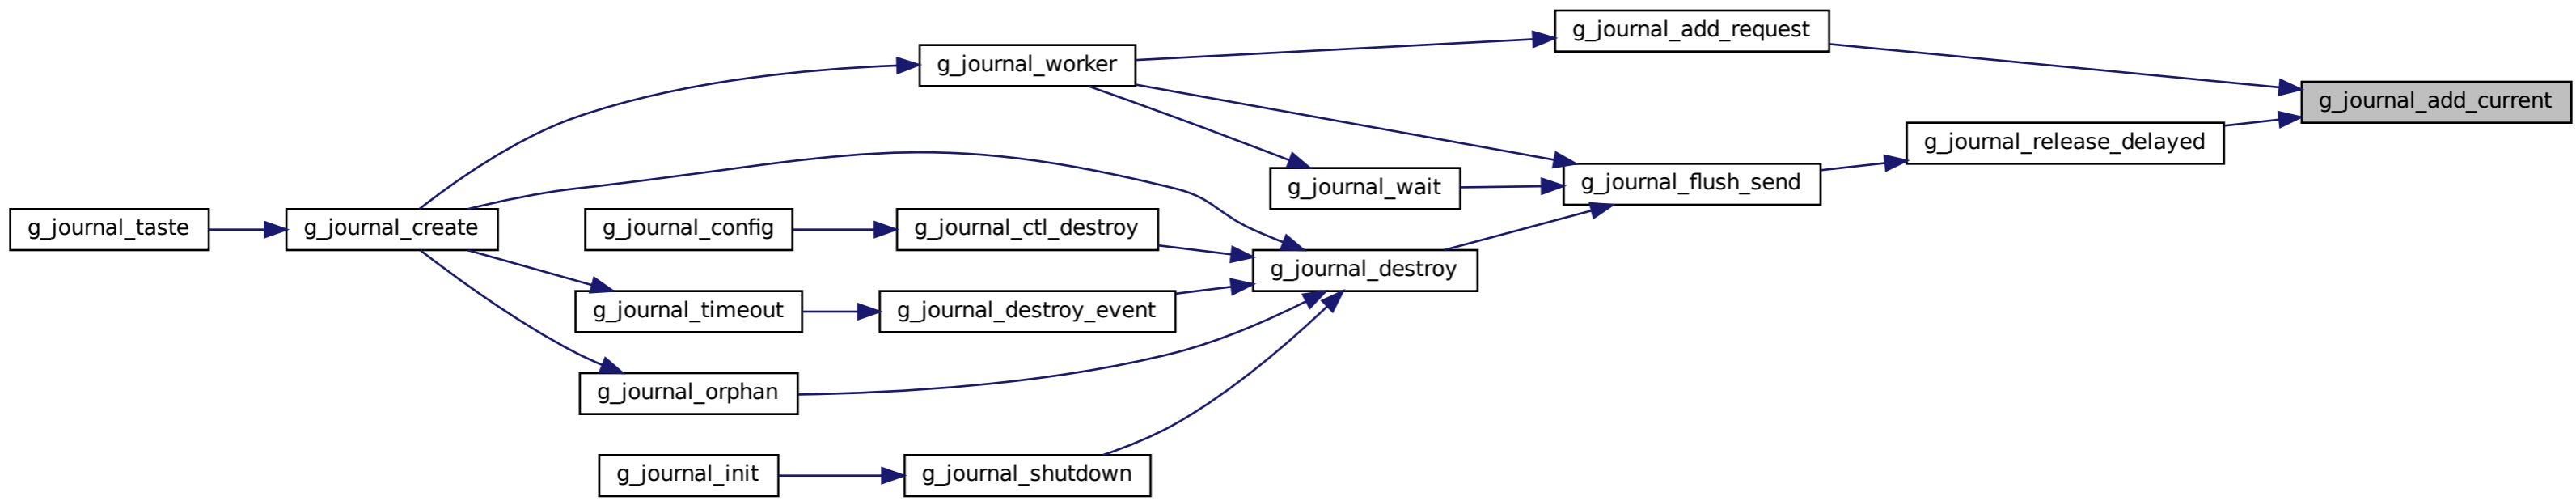 g_journal_add_request
g_journal_worker
g_journal_add_current
g_journal_release_delayed
g_journal_flush_send
g_journal_wait
g_journal_taste
g_journal_create
g_journal_config
g_journal_ctl_destroy
g_journal_destroy
g_journal_timeout
g_journal_destroy_event
g_journal_orphan
g_journal_init
g_journal_shutdown